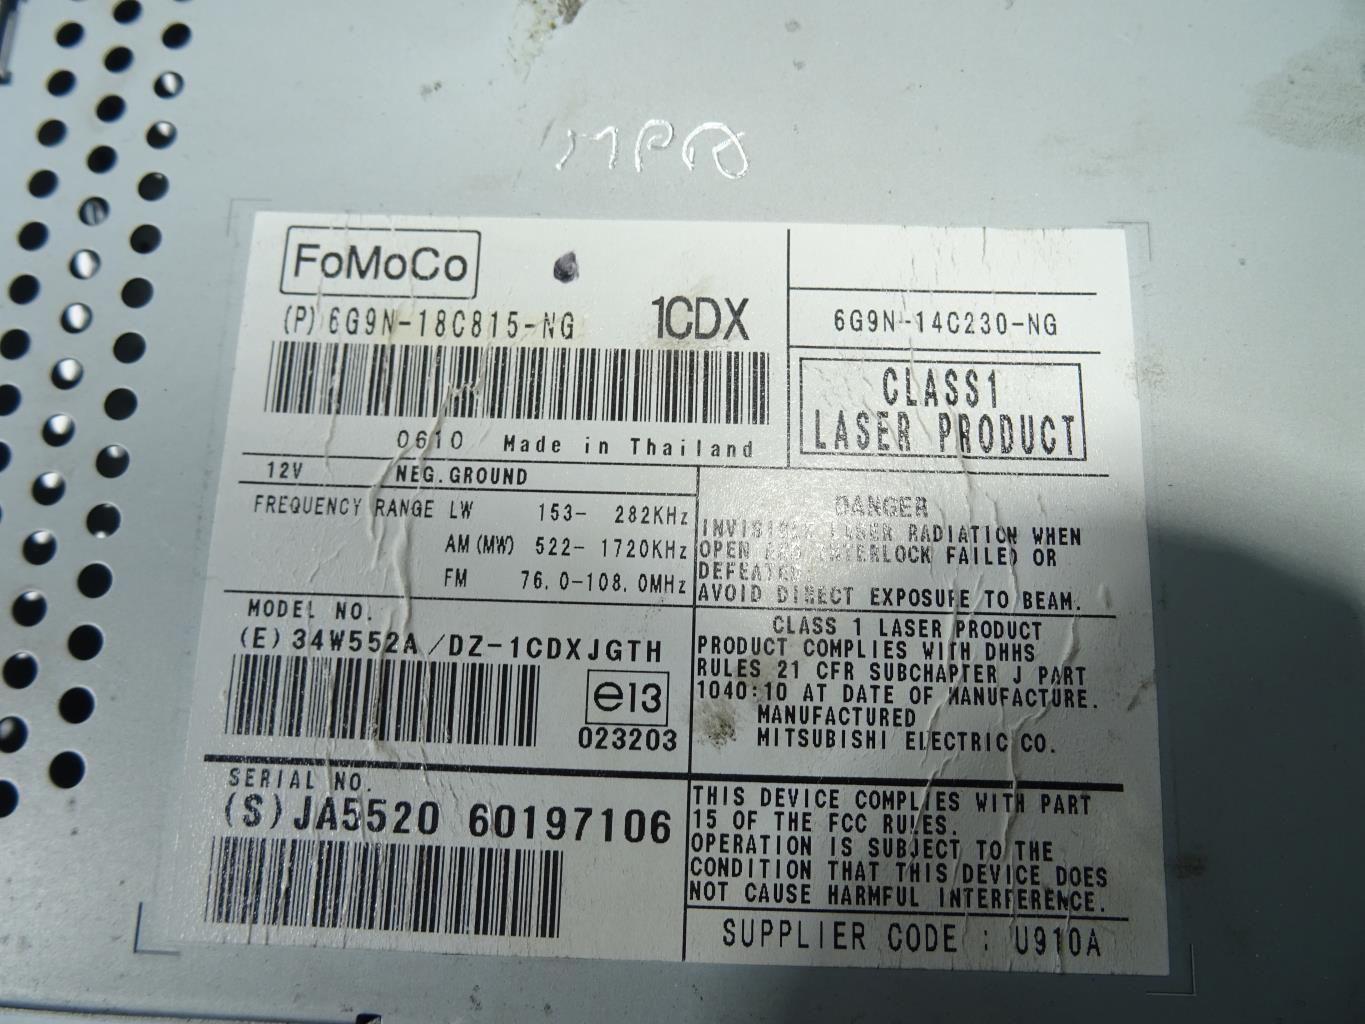 MPQ
FoMoCo
(P) 6G9N-18C815-NG 1CDX
0610 Made in Thailand
6G9N-14C230-NG
CLASS1
LASER PRODUCT
12V NEG.GROUND
FREQUENCY RANGE LW 153- 282KHz
AM(MW) 522- 1720KHz
FM 76.0-108.0MHz
DANGER
INVISIBLE LASER RADIATION WHEN
OPEN AND INTERLOCK FAILED OR
DEFEATED.
AVOID DIRECT EXPOSURE TO BEAM.
MODEL NO.
(E) 34W552A/DZ-1CDXJGTH
e13
023203
CLASS 1 LASER PRODUCT
PRODUCT COMPLIES WITH DHHS
RULES 21 CFR SUBCHAPTER J PART
1040:10 AT DATE OF MANUFACTURE.
MANUFACTURED
MITSUBISHI ELECTRIC CO.
SERIAL NO.
(S) JA5520 60197106
THIS DEVICE COMPLIES WITH PART
15 OF THE FCC RULES.
OPERATION IS SUBJECT TO THE
CONDITION THAT THIS DEVICE DOES
NOT CAUSE HARMFUL INTERFERENCE.
SUPPLIER CODE : U910A